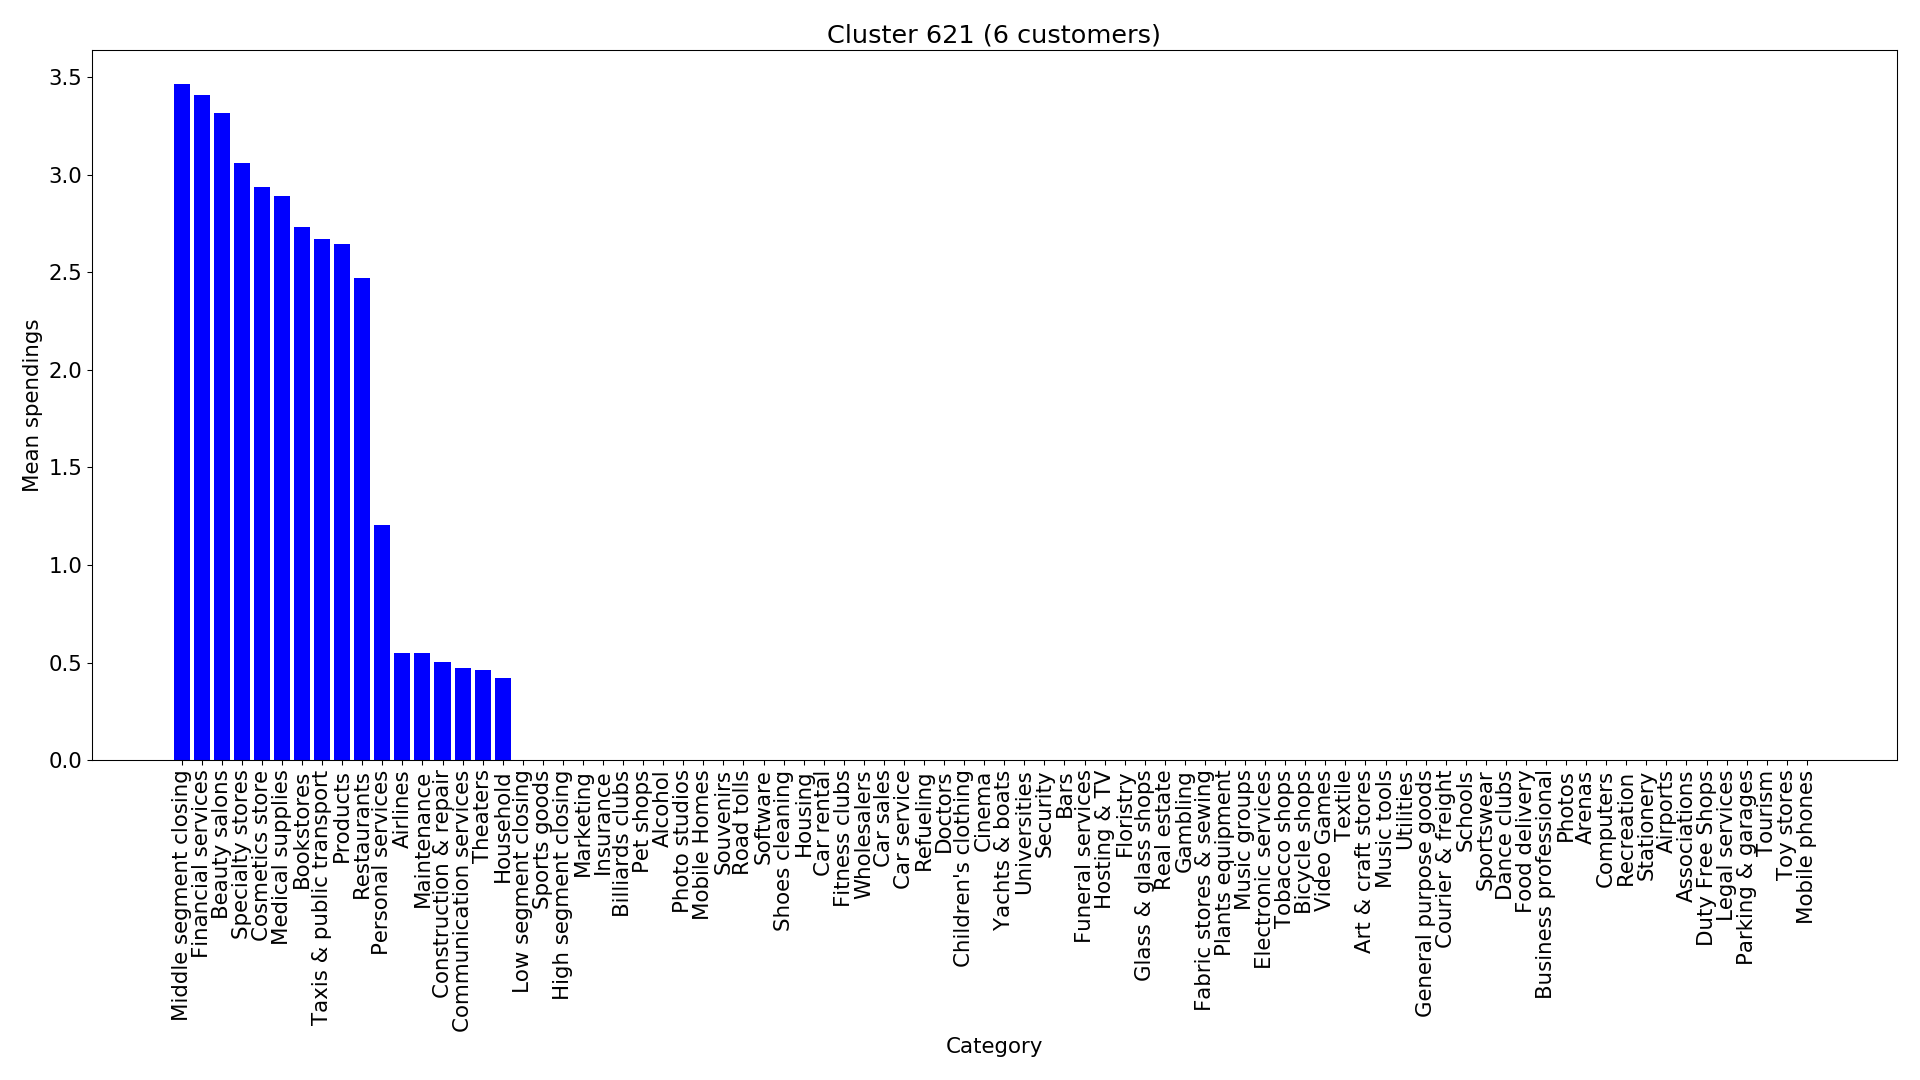 Cluster 621 (6 customers)
3.5
3.0
2.5
2.0
1.5
1.0
0.5
0.0
Mean spendings
Middle segment closing
Financial services
Beauty salons
Specialty stores
Cosmetics store
Medical supplies
Bookstores
Taxis & public transport
Products
Restaurants
Personal services
Airlines
Maintenance
Construction & repair
Communication services
Theaters
Household
Low segment closing
Sports goods
High segment closing
Marketing
Insurance
Billiards clubs
Pet shops
Alcohol
Photo studios
Mobile Homes
Souvenirs
Road tolls
Software
Shoes cleaning
Housing
Car rental
Fitness clubs
Wholesalers
Car sales
Car service
Refueling
Doctors
Children's clothing
Cinema
Yachts & boats
Universities
Security
Bars
Funeral services
Hosting & TV
Floristry
Glass & glass shops
Real estate
Gambling
Fabric stores & sewing
Plants equipment
Music groups
Electronic services
Tobacco shops
Bicycle shops
Video Games
Textile
Art & craft stores
Music tools
Utilities
General purpose goods
Courier & freight
Schools
Sportswear
Dance clubs
Food delivery
Business professional
Photos
Arenas
Computers
Recreation
Stationery
Airports
Associations
Duty Free Shops
Legal services
Parking & garages
Tourism
Toy stores
Mobile phones
Category